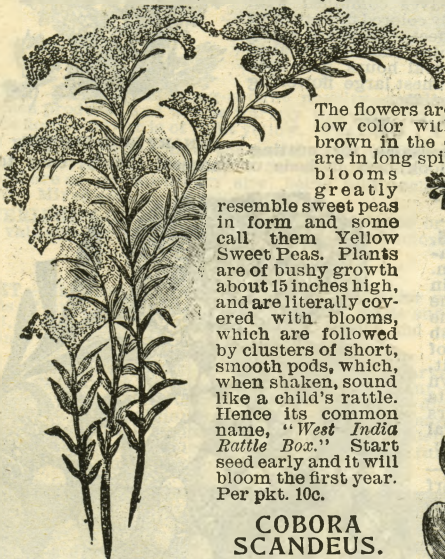 The flowers are
low color wit
brown in the
are in long spi
blooms
greatly
resemble sweet peas
in form and some
call them Yellow
Sweet Peas. Plants
are of bushy growth
about 15 inches high,
and are literally cov-
ered with blooms,
which are followed
by clusters of short,
smooth pods, which,
when shaken, sound
like a child's rattle.
Hence its common
name, "West India
Rattle Box." Start
seed early and it will
bloom the first year.
Per pkt. 10c.
COBORA
SCANDEUS.